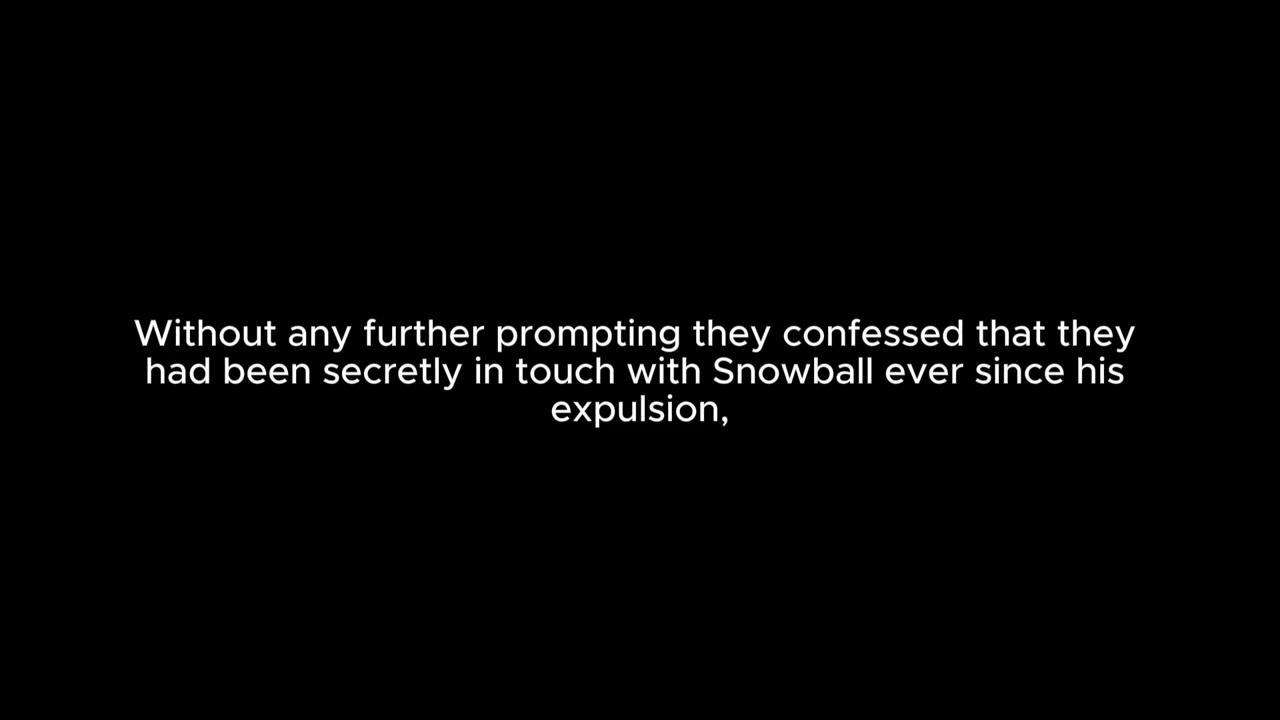 Without any further prompting they confessed that they
had been secretly in touch with Snowball ever since his
expulsion,